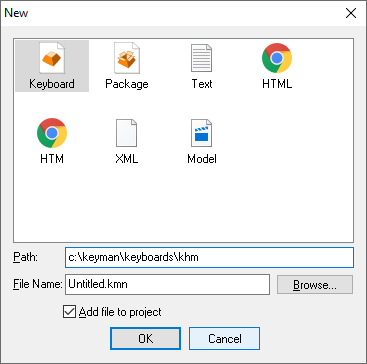 New
Keyboard Package Text HTML
HTM XML Model
Path: c:\keyman\keyboards\khm
File Name: Untitled.kmn Browse...
Add file to project
OK Cancel